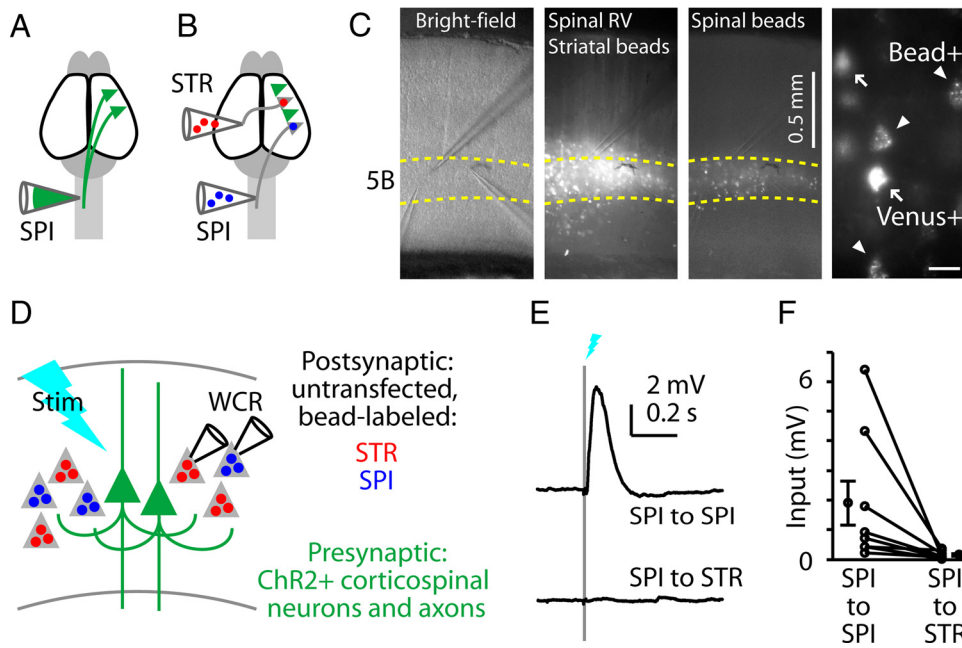 A
SPI
B
STR
SPI
C
Bright-field
Spinal RV
Striatal beads
Spinal beads
0.5 mm
Bead+
Venus+
5B
D
Stim
WCR
Postsynaptic:
untransfected,
bead-labeled:
STR
SPI
Presynaptic:
ChR2+ corticospinal
neurons and axons
E
2 mV
0.2 s
SPI to SPI
SPI to STR
F
Input (mV)
6
0
SPI
to
SPI
SPI
to
STR